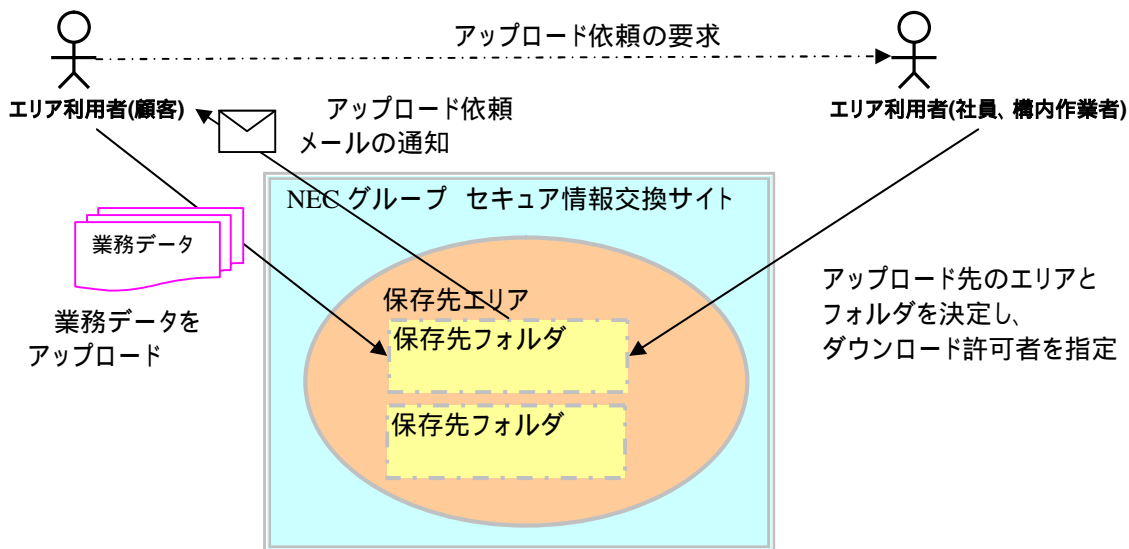 アップロード依頼の要求
エリア利用者(顧客)
エリア利用者(社員、構内作業者)
アップロード依頼
メールの通知
NEC グループ セキュア情報交換サイト
業務データ
業務データを
アップロード
保存先エリア
保存先フォルダ
保存先フォルダ
アップロード先のエリアと
フォルダを決定し、
ダウンロード許可者を指定